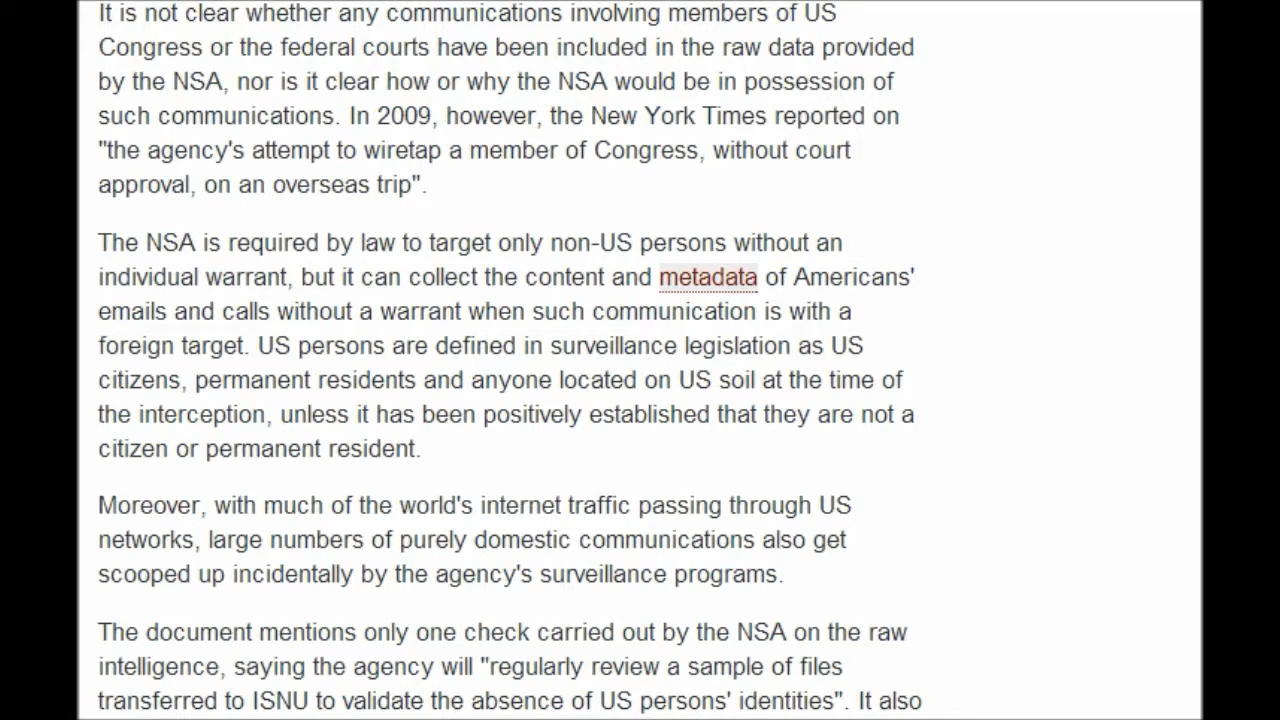 It is not clear whether any communications involving members of US
Congress or the federal courts have been included in the raw data provided
by the NSA, nor is it clear how or why the NSA would be in possession of
such communications. In 2009, however, the New York Times reported on
"the agency's attempt to wiretap a member of Congress, without court
approval, on an overseas trip".
The NSA is required by law to target only non-US persons without an
individual warrant, but it can collect the content and metadata of Americans'
emails and calls without a warrant when such communication is with a
foreign target. US persons are defined in surveillance legislation as US
citizens, permanent residents and anyone located on US soil at the time of
the interception, unless it has been positively established that they are not a
citizen or permanent resident.
Moreover, with much of the world's internet traffic passing through US
networks, large numbers of purely domestic communications also get
scooped up incidentally by the agency's surveillance programs.
The document mentions only one check carried out by the NSA on the raw
intelligence, saying the agency will "regularly review a sample of files
transferred to ISNU to validate the absence of US persons' identities". It also